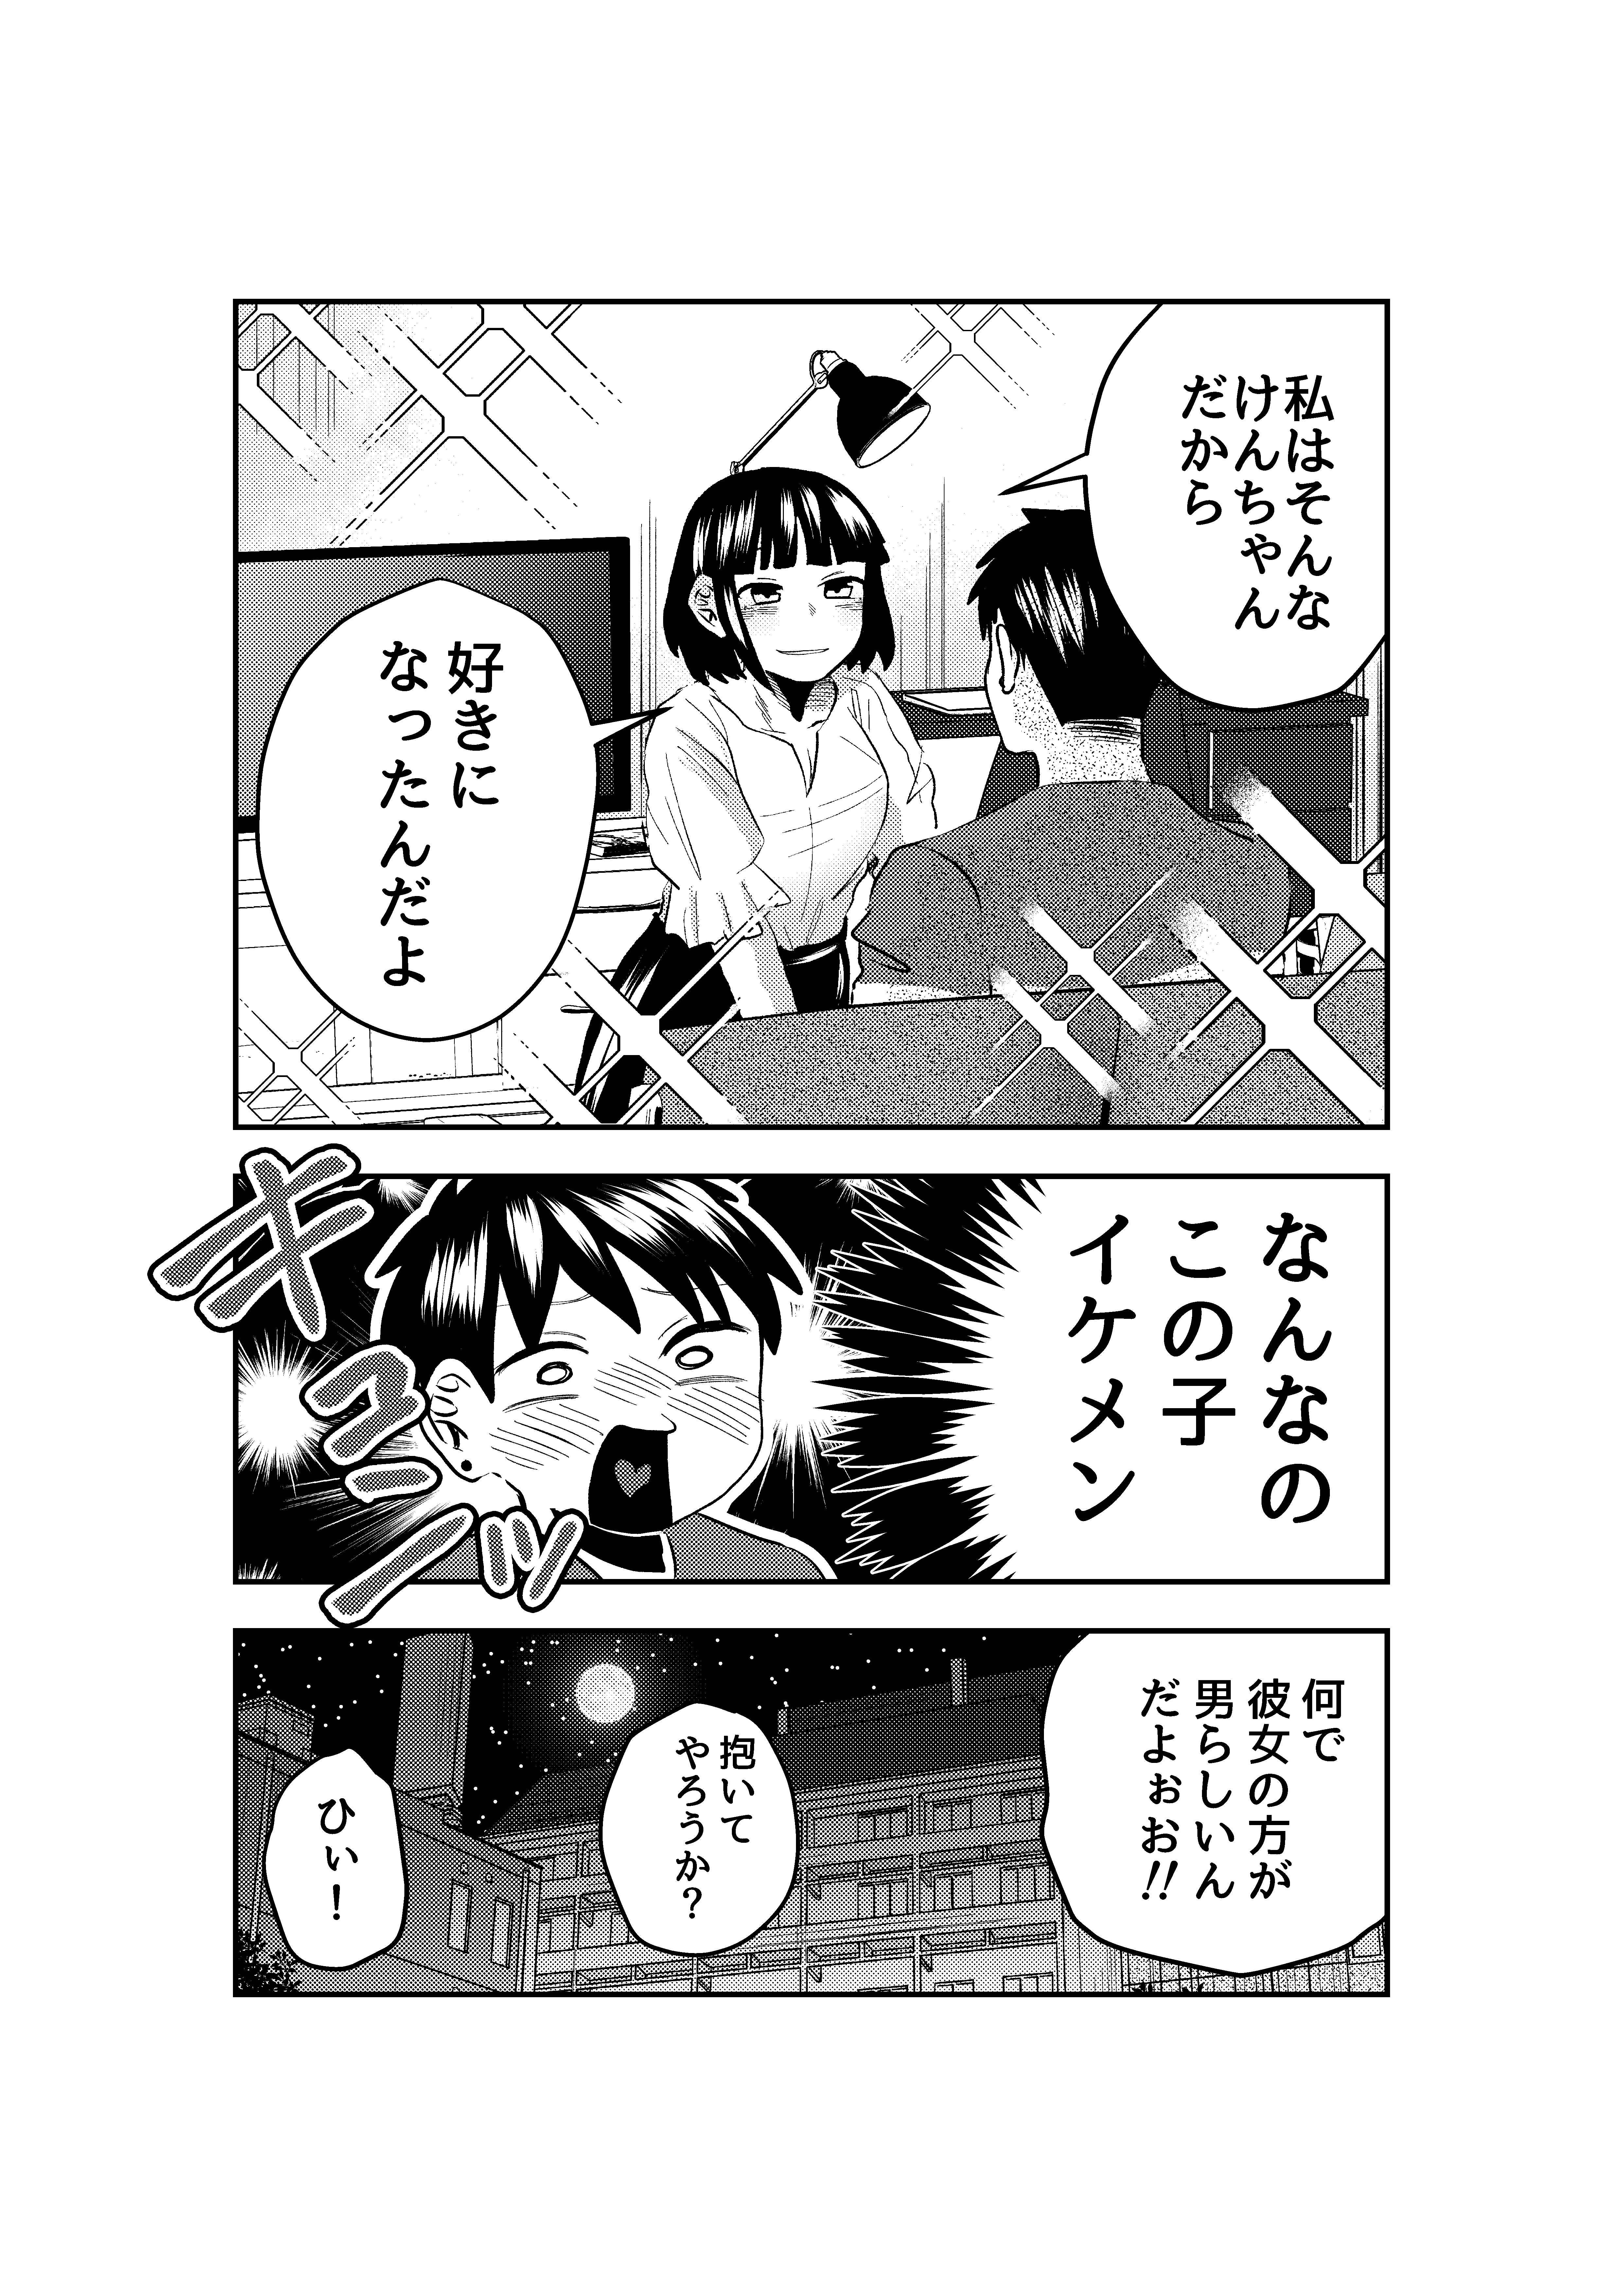 私はそんな
けんちゃん
だから
好きに
なったんだよ
なんなの
この子
イケメン
キュンッ
何で
彼女の方が
男らしいん
だよぉお!!
抱いて
やろうか?
ひぃ!